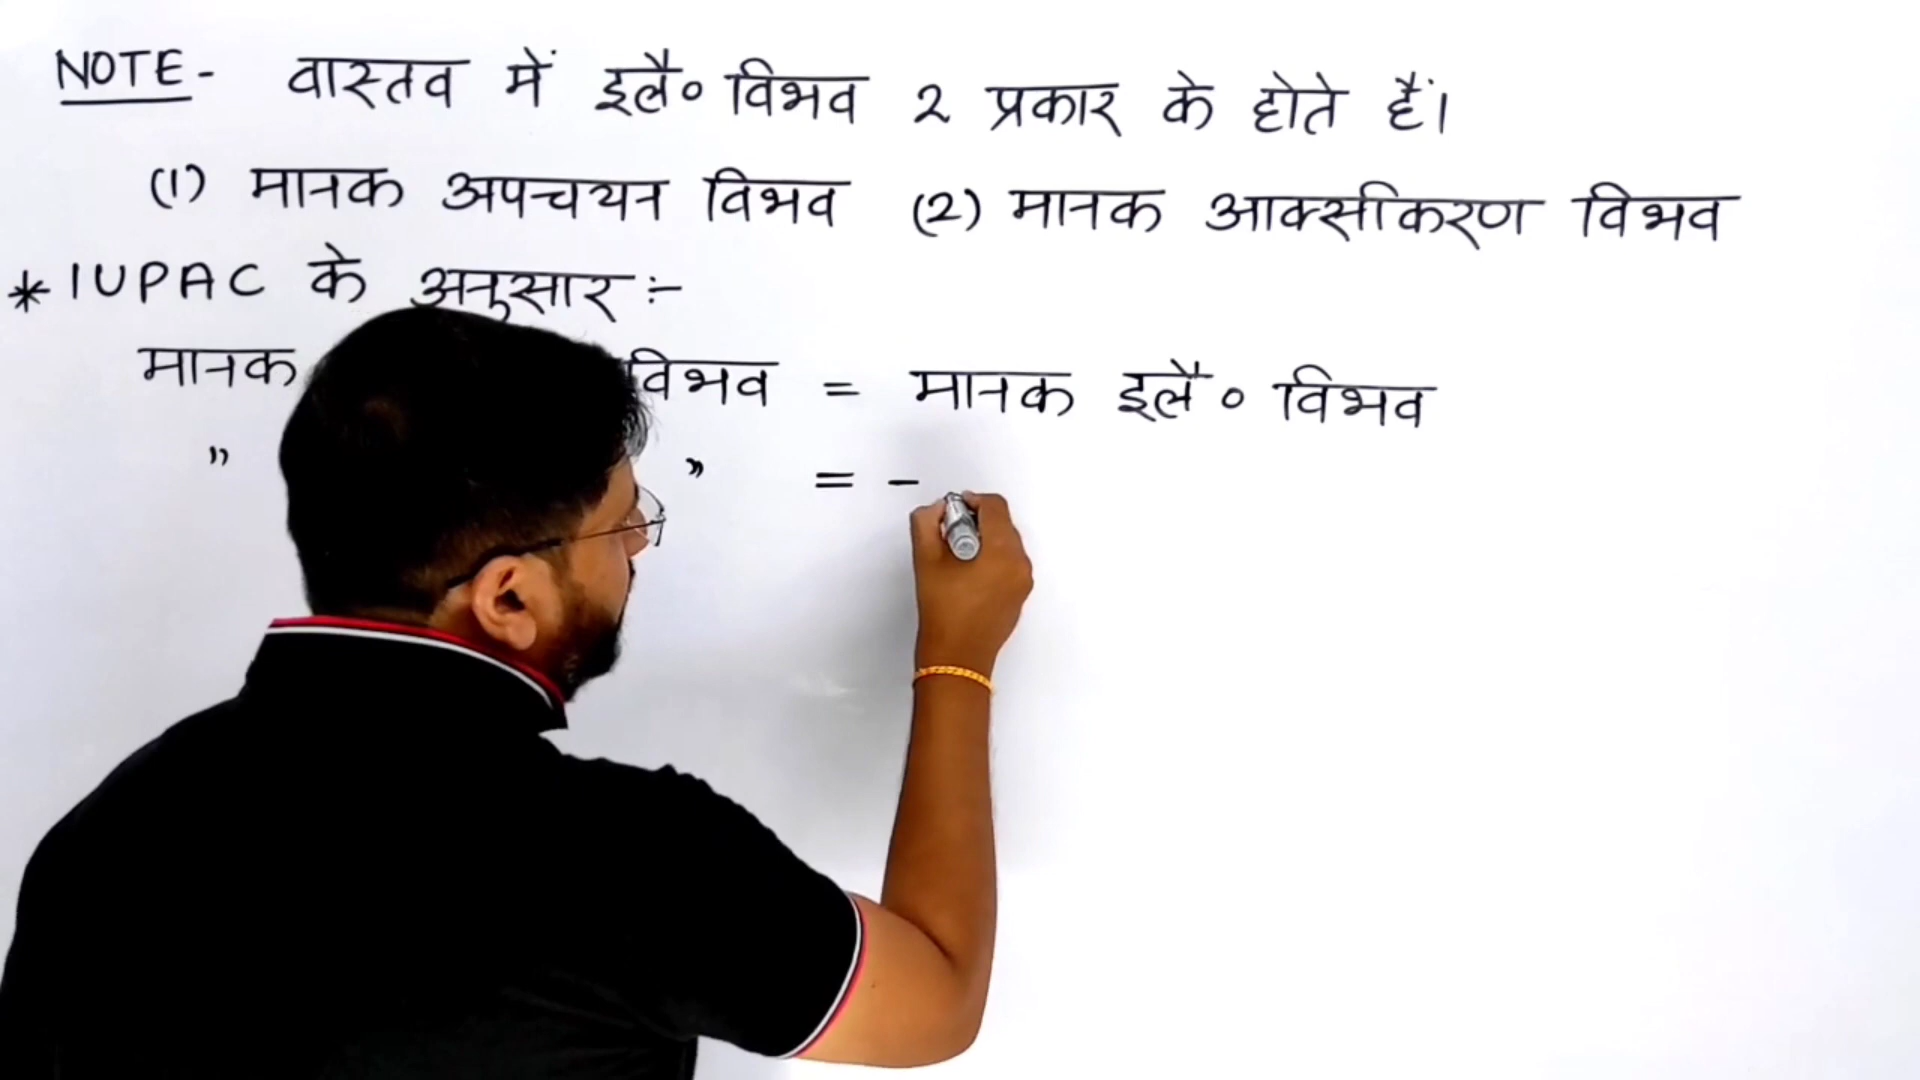 NOTE- वास्तव में इलै० विभव 2 प्रकार के होते हैं।
(1) मानक अपचयन विभव (2) मानक आक्सीकरण विभव
* IUPAC के अनुसार :-
मानक विभव = मानक इलै० विभव
" " = -